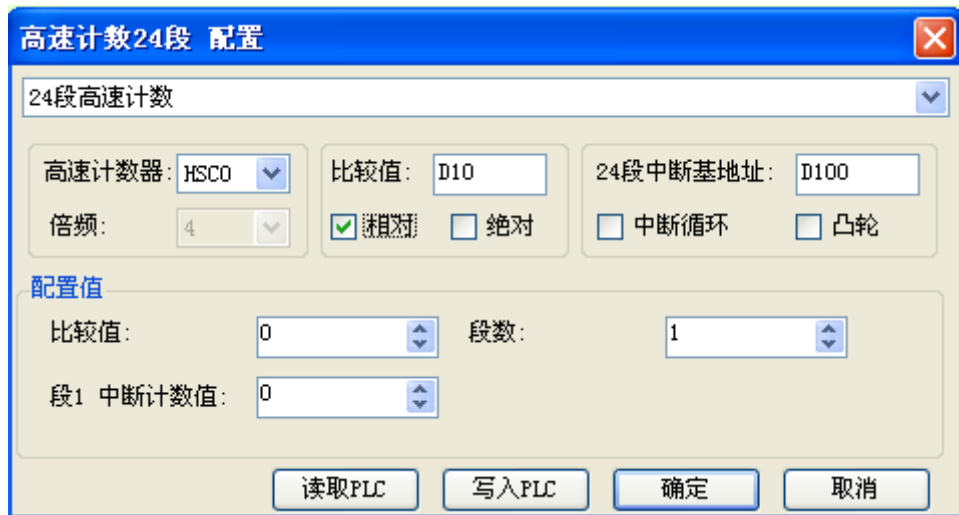 高速计数24段 配置
24段高速计数
高速计数器: HSC0 比较值: D10 24段中断基地址: D100
倍频: 4 相对 绝对 中断循环 凸轮
配置值
比较值: 0 段数: 1
段1 中断计数值: 0
读取PLC 写入PLC 确定 取消